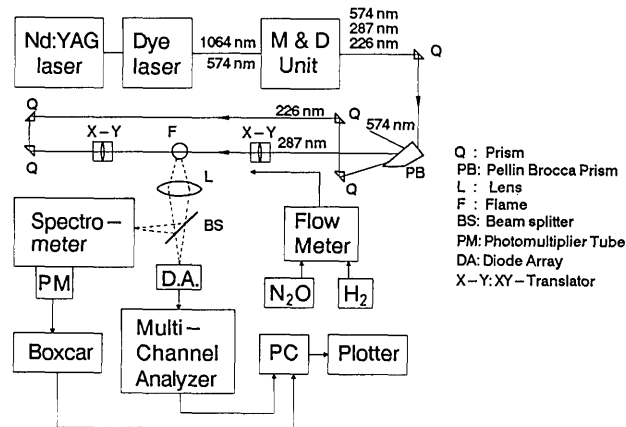 Nd:YAG
laser
Dye
laser
1064 nm
574 nm
M & D
Unit
574 nm
287 nm
226 nm
Q
Q
226 nm
Q
574 nm
X-Y
F
X-Y
287 nm
PB
Q
Q
L
BS
Spectro-
meter
PM
D.A.
Flow
Meter
N2O
H2
Boxcar
Multi-
Channel
Analyzer
PC
Plotter
Q : Prism
PB: Pellin Brocca Prism
L : Lens
F : Flame
BS: Beam splitter
PM: Photomultiplier Tube
DA: Diode Array
X-Y: XY-Translator